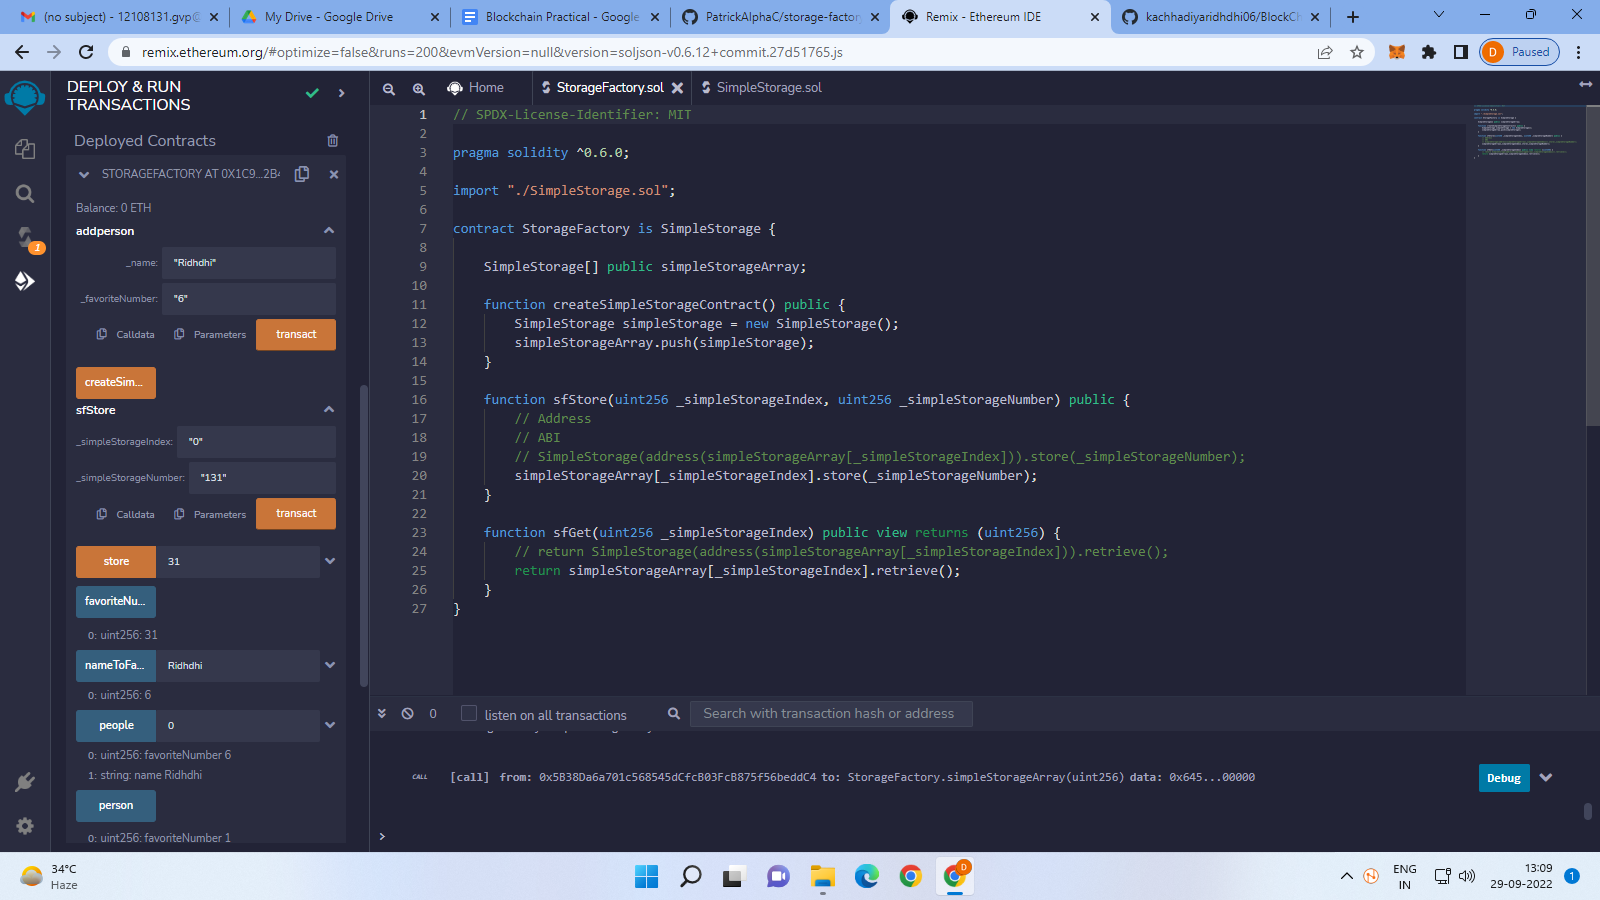 (no subject) - 12108131.gvp@
My Drive - Google Drive
Blockchain Practical - Google
PatrickAlphaC/storage-factory
Remix - Ethereum IDE
kachhadiyaridhdhi06/BlockCh
remix.ethereum.org/#optimize=false&runs=200&evmVersion=null&version=soljson-v0.6.12+commit.27d51765.js
D Paused
DEPLOY & RUN
TRANSACTIONS
Deployed Contracts
STORAGEFACTORY AT 0X1C9...2B4
Balance: 0 ETH
addperson
_name: "Ridhdhi"
_favoriteNumber: "6"
Calldata Parameters transact
createSim...
sfStore
_simpleStorageIndex: "0"
_simpleStorageNumber: "131"
Calldata Parameters transact
store 31
favoriteNu...
0: uint256: 31
nameToFa... Ridhdhi
0: uint256: 6
people 0
0: uint256: favoriteNumber 6
1: string: name Ridhdhi
person
0: uint256: favoriteNumber 1
1
Home StorageFactory.sol SimpleStorage.sol
1 // SPDX-License-Identifier: MIT
2
3 pragma solidity ^0.6.0;
4
5 import "./SimpleStorage.sol";
6
7 contract StorageFactory is SimpleStorage {
8
9 SimpleStorage[] public simpleStorageArray;
10
11 function createSimpleStorageContract() public {
12 SimpleStorage simpleStorage = new SimpleStorage();
13 simpleStorageArray.push(simpleStorage);
14 }
15
16 function sfStore(uint256 _simpleStorageIndex, uint256 _simpleStorageNumber) public {
17 // Address
18 // ABI
19 // SimpleStorage(address(simpleStorageArray[_simpleStorageIndex])).store(_simpleStorageNumber);
20 simpleStorageArray[_simpleStorageIndex].store(_simpleStorageNumber);
21 }
22
23 function sfGet(uint256 _simpleStorageIndex) public view returns (uint256) {
24 // return SimpleStorage(address(simpleStorageArray[_simpleStorageIndex])).retrieve();
25 return simpleStorageArray[_simpleStorageIndex].retrieve();
26 }
27 }
0 listen on all transactions Search with transaction hash or address
CALL [call] from: 0x5B38Da6a701c568545dCfcB03FcB875f56beddC4 to: StorageFactory.simpleStorageArray(uint256) data: 0x645...00000 Debug
>
34°C
Haze
D
ENG
IN
13:09
29-09-2022
1